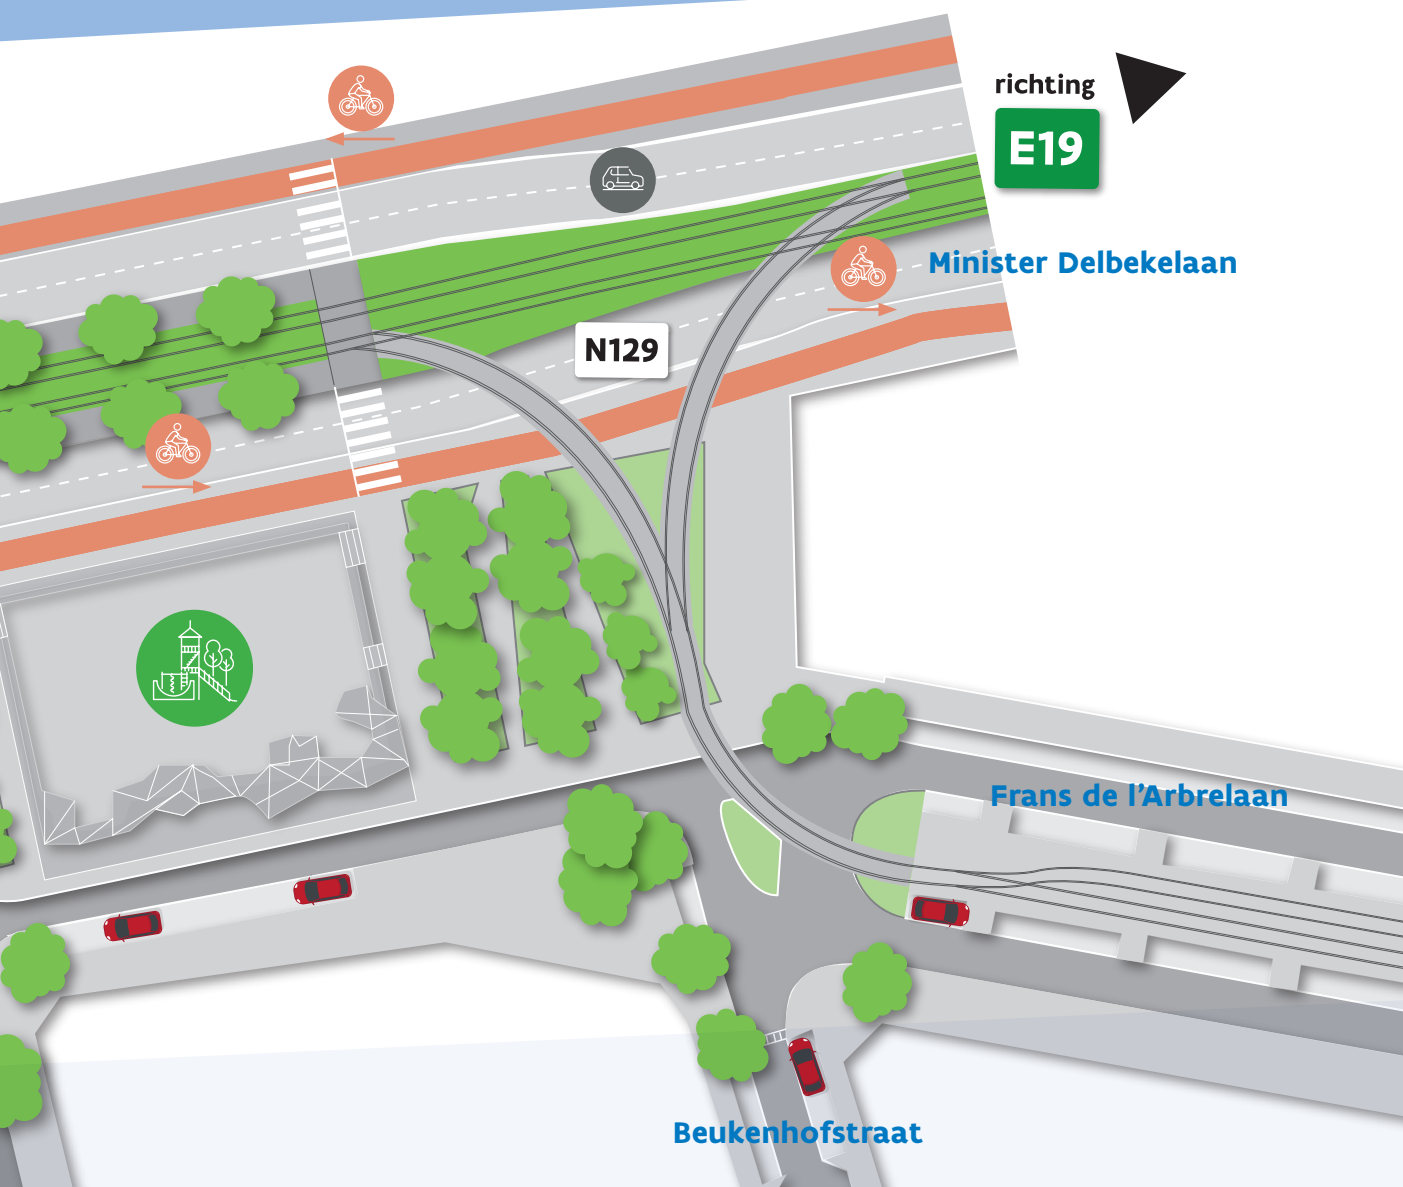 richting
E19
Minister Delbekelaan
N129
Frans de l'Arbrelaan
Beukenhofstraat